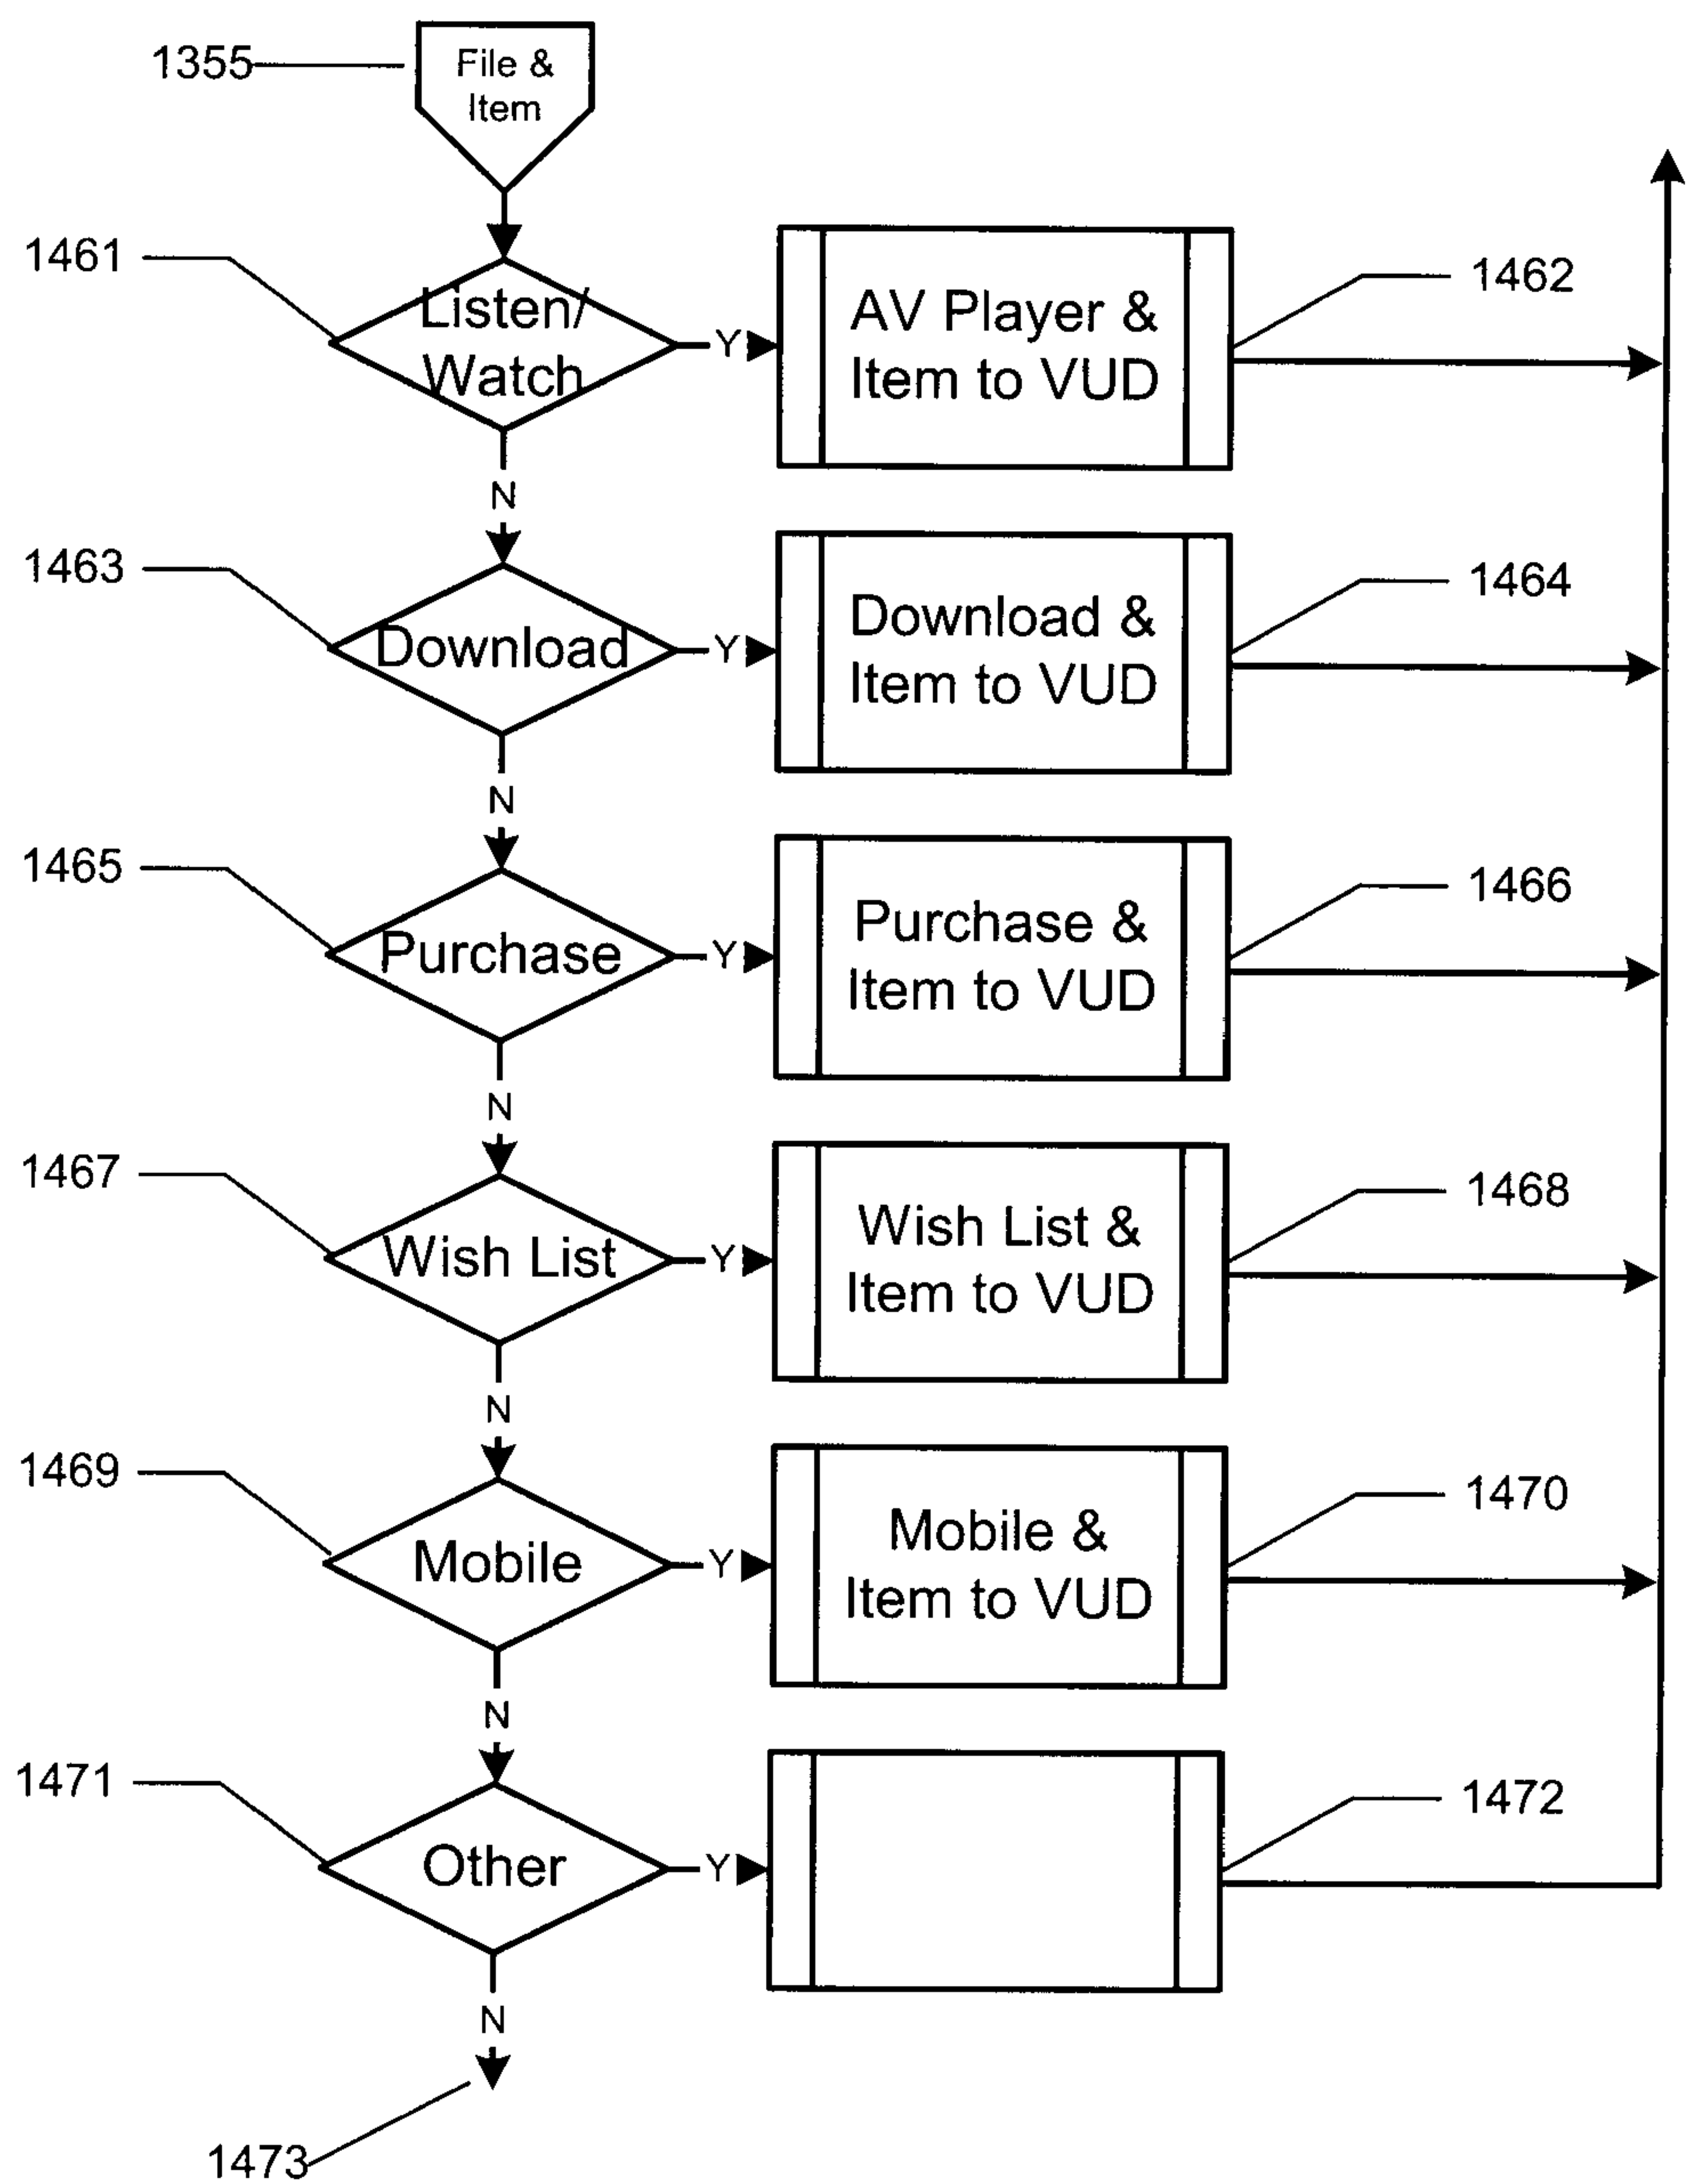 1355
File &
Item
1461
Listen/
Watch
Y
AV Player &
Item to VUD
1462
N
1463
Download
Y
Download &
Item to VUD
1464
N
1465
Purchase
Y
Purchase &
Item to VUD
1466
N
1467
Wish List
Y
Wish List &
Item to VUD
1468
N
1469
Mobile
Y
Mobile &
Item to VUD
1470
N
1471
Other
Y
1472
N
1473